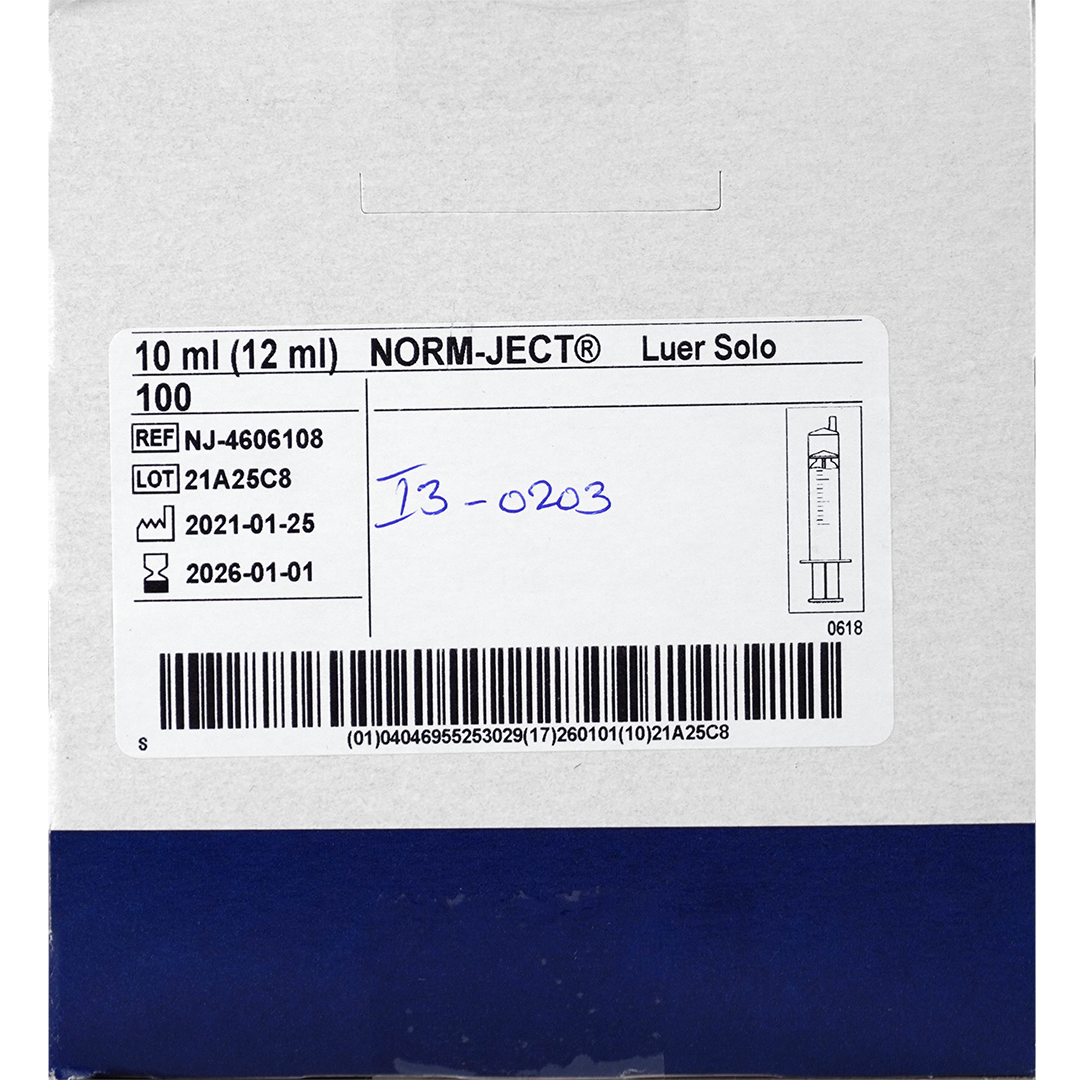 10 ml (12 ml) NORM-JECT® Luer Solo
100
REF NJ-4606108
LOT 21A25C8
I3-0203
2021-01-25
2026-01-01
0618
(01)04046955253029(17)260101(10)21A25C8
S